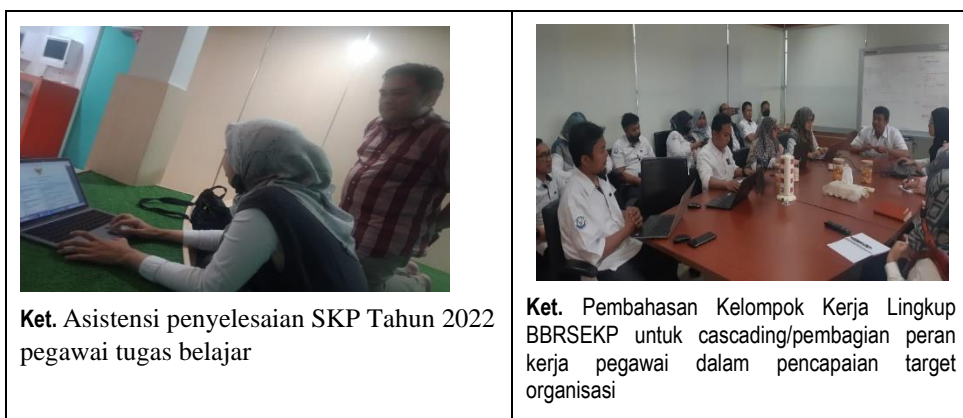 Ket. Asistensi penyelesaian SKP Tahun 2022
pegawai tugas belajar
Ket. Pembahasan Kelompok Kerja Lingkup
BBRSEKP untuk cascading/pembagian peran
kerja pegawai dalam pencapaian target
organisasi